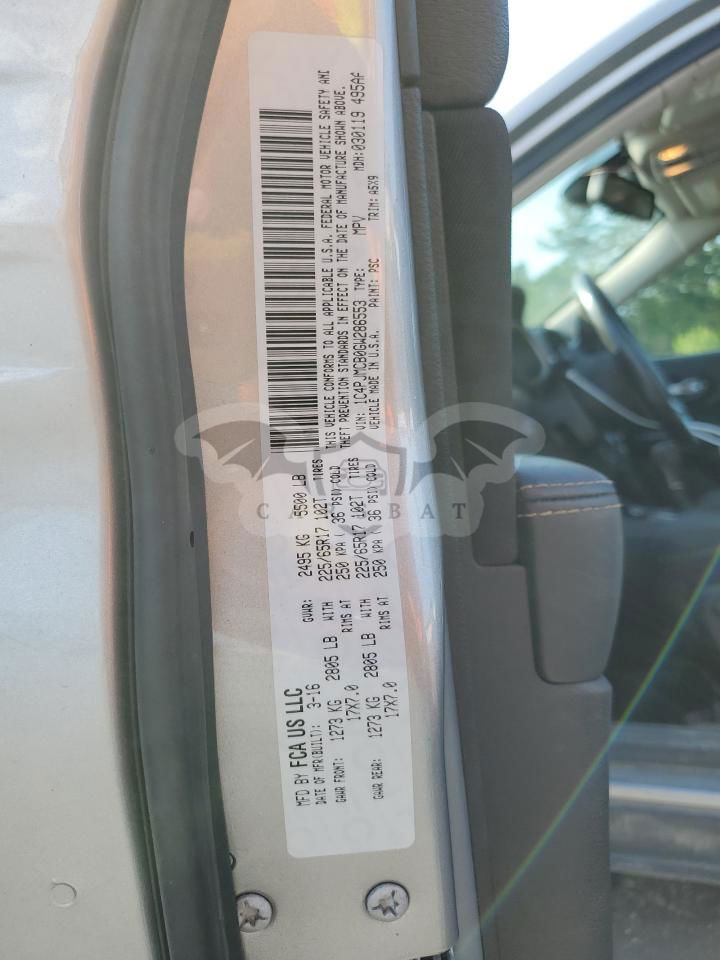 MFD BY FCA US LLC
DATE OF MFR(BUILT): 3-16
GVWR: 2495 KG 5500 LB
GAWR FRONT: 1273 KG 2805 LB WITH 225/65R17 102T TIRES
17X7.0 RIMS AT 250 KPA ( 36 PSI) COLD
GAWR REAR: 1273 KG 2805 LB WITH 225/65R17 102T TIRES
17X7.0 RIMS AT 250 KPA ( 36 PSI) COLD
THIS VEHICLE CONFORMS TO ALL APPLICABLE U.S.A. FEDERAL MOTOR VEHICLE SAFETY AND
THEFT PREVENTION STANDARDS IN EFFECT ON THE DATE OF MANUFACTURE SHOWN ABOVE.
VIN: 1C4PJMCB0GW286553 TYPE: MPV MDH:030119 495AF
VEHICLE MADE IN U.S.A. PAINT: PSC TRIM: A5X9